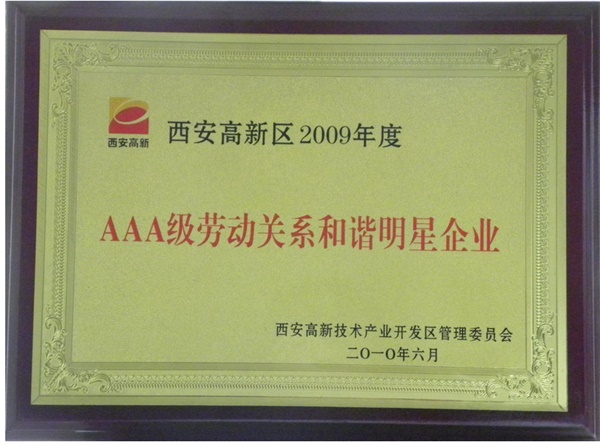 西安高新
西安高新区2009年度
AAA级劳动关系和谐明星企业
西安高新技术产业开发区管理委员会
二〇一〇年六月